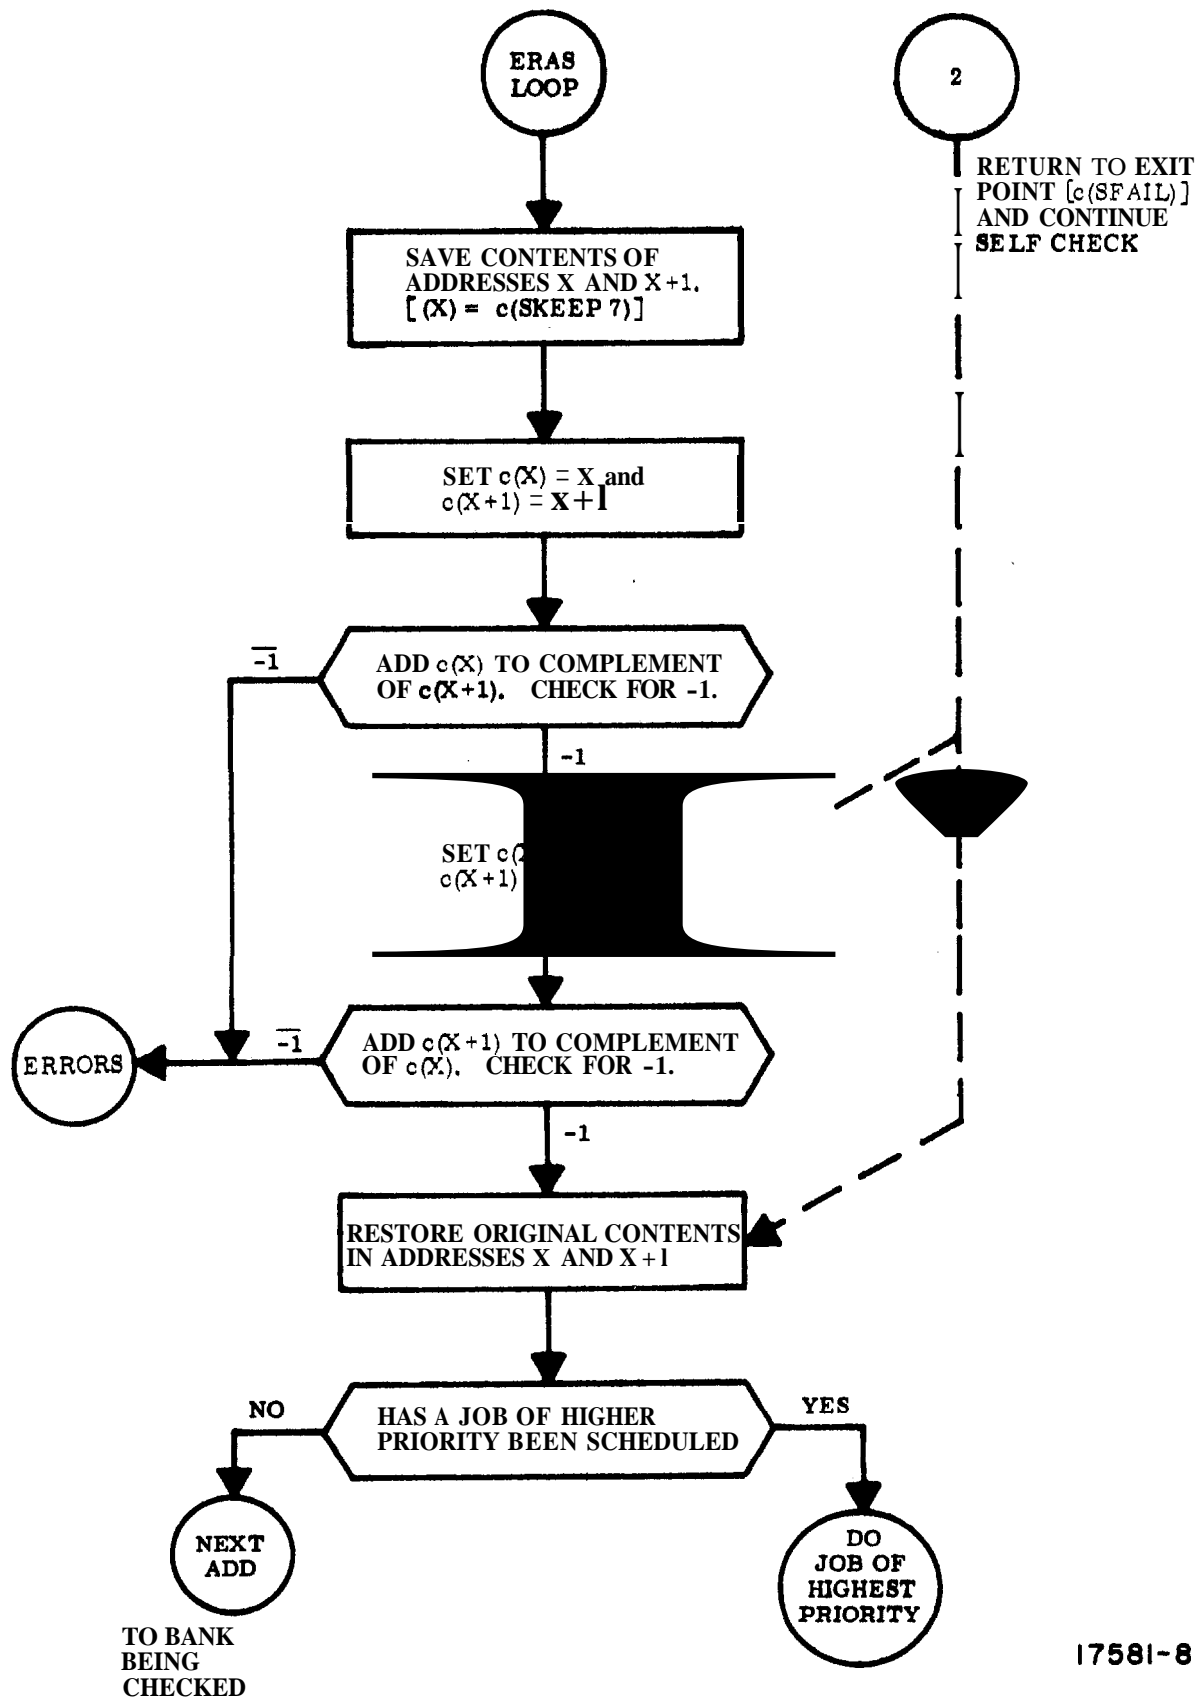 ERAS
LOOP
2
RETURN TO EXIT
POINT [c(SFAIL)]
AND CONTINUE
SELF CHECK
SAVE CONTENTS OF
ADDRESSES X AND X+1.
[(X) = c(SKEEP 7)]
SET c(X) = X and
c(X+1) = X+1
-1
ADD c(X) TO COMPLEMENT
OF c(X+1). CHECK FOR -1.
-1
SET
c(X+1)
ERRORS
-1
ADD c(X+1) TO COMPLEMENT
OF c(X). CHECK FOR -1.
-1
RESTORE ORIGINAL CONTENTS
IN ADDRESSES X AND X+1
NO
HAS A JOB OF HIGHER
PRIORITY BEEN SCHEDULED
YES
NEXT
ADD
TO BANK
BEING
CHECKED
DO
JOB OF
HIGHEST
PRIORITY
17581-8